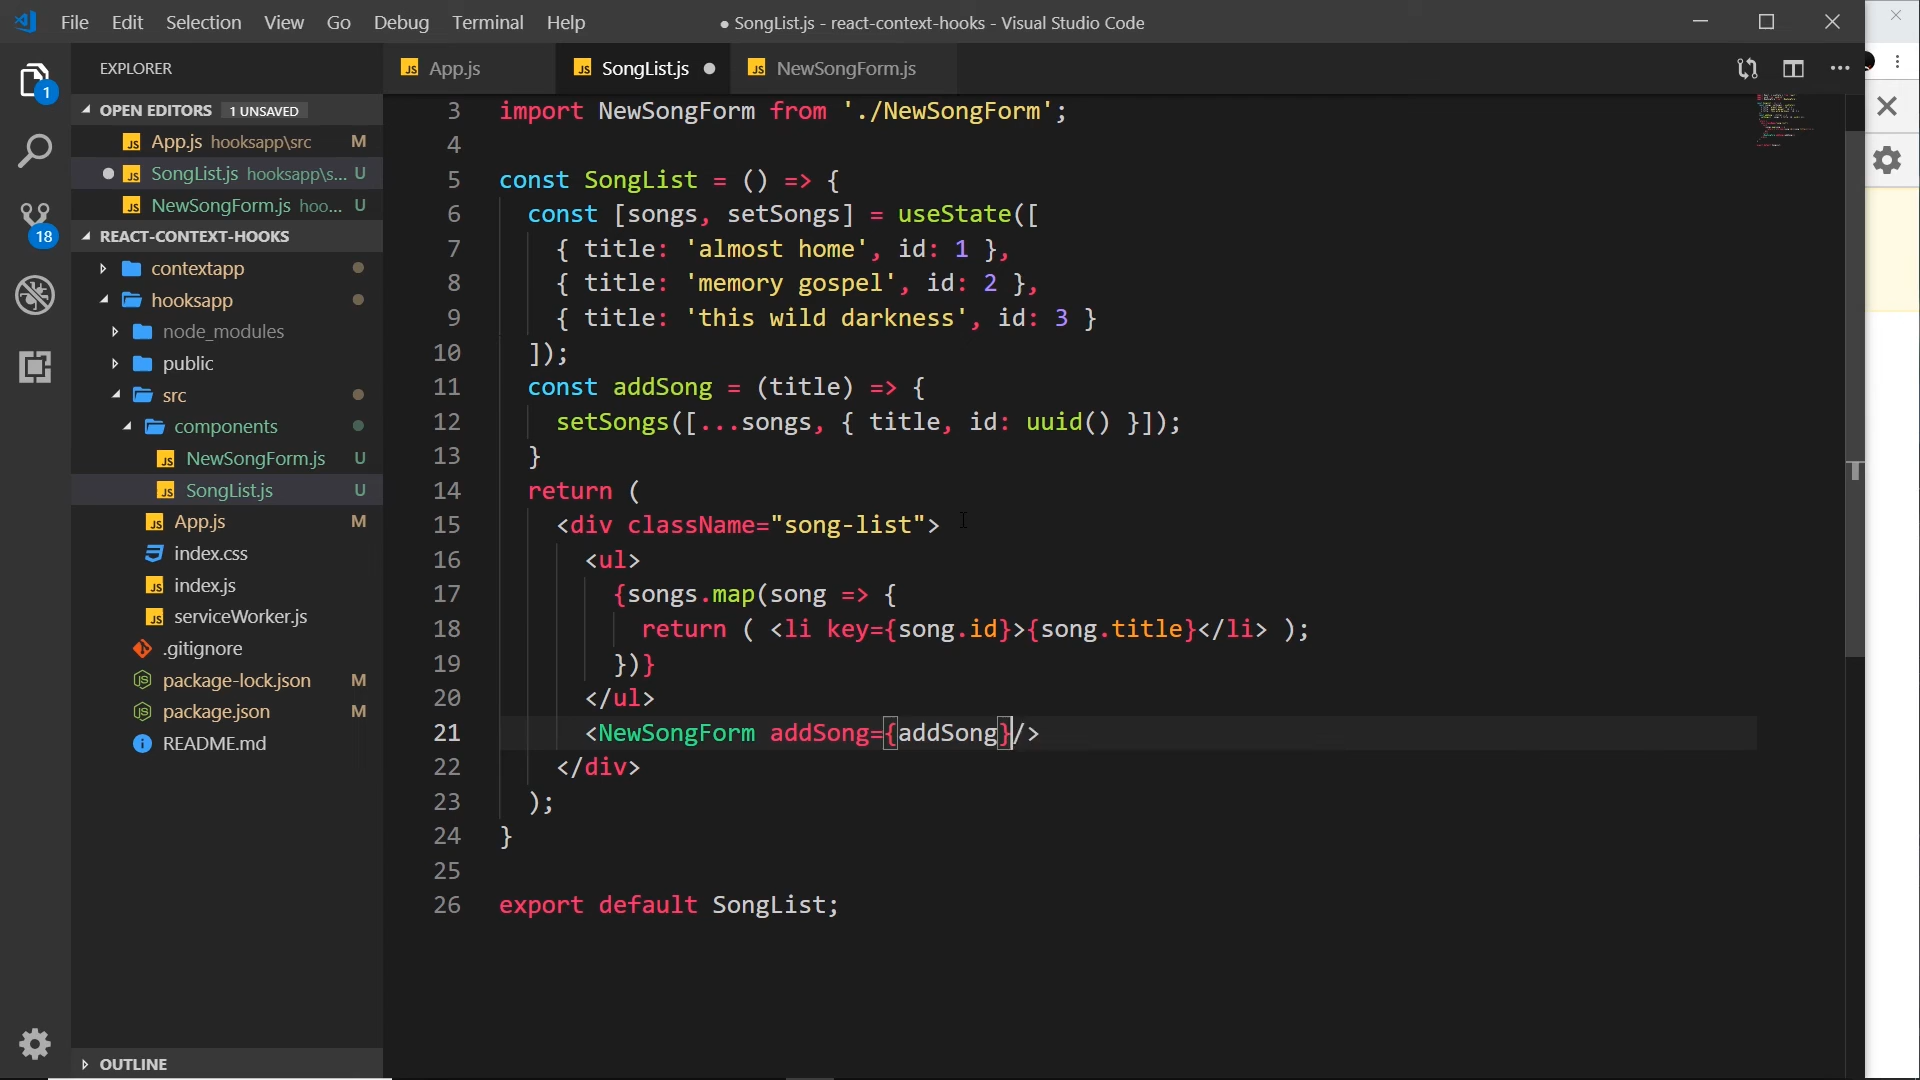 File Edit Selection View Go Debug Terminal Help
● SongList.js - react-context-hooks - Visual Studio Code
EXPLORER
App.js
SongList.js
NewSongForm.js
OPEN EDITORS 1 UNSAVED
App.js hooksapp\src M
SongList.js hooksapp\s... U
NewSongForm.js hoo... U
REACT-CONTEXT-HOOKS
contextapp
hooksapp
node_modules
public
src
components
NewSongForm.js U
SongList.js U
App.js M
index.css
index.js
serviceWorker.js
.gitignore
package-lock.json M
package.json M
README.md
OUTLINE
1
18
3 import NewSongForm from './NewSongForm';
4
5 const SongList = () => {
6 const [songs, setSongs] = useState([
7 { title: 'almost home', id: 1 },
8 { title: 'memory gospel', id: 2 },
9 { title: 'this wild darkness', id: 3 }
10 ]);
11 const addSong = (title) => {
12 setSongs([...songs, { title, id: uuid() }]);
13 }
14 return (
15 <div className="song-list">
16 <ul>
17 {songs.map(song => {
18 return ( <li key={song.id}>{song.title}</li> );
19 })}
20 </ul>
21 <NewSongForm addSong={addSong}/>
22 </div>
23 );
24 }
25
26 export default SongList;